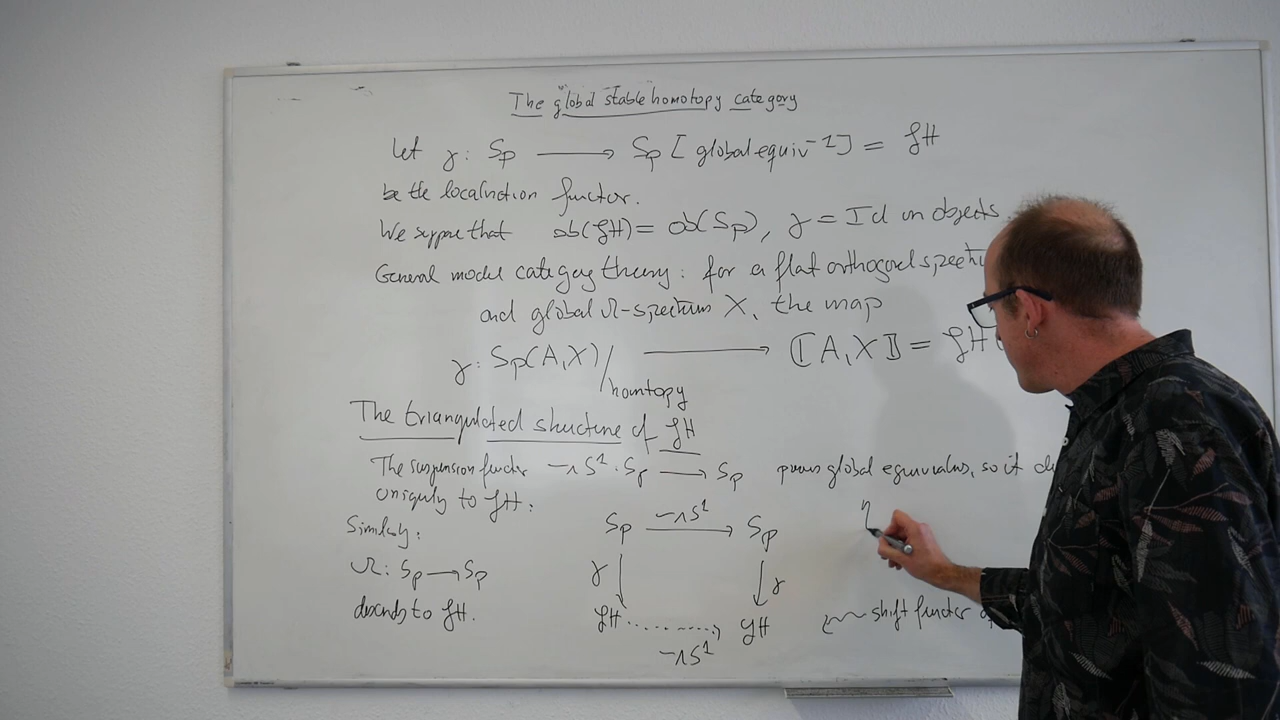 The global stable homotopy category
Let γ: Sp ⟶ Sp [global equiv⁻¹] = 𝒢H
be the localization functor.
We suppose that ob(𝒢H) = ob(Sp), γ = Id on objects.
General model category theory: for a flat orthogonal spectr
and global Ω-spectrum X, the map
γ: Sp(A,X)/homotopy ⟶ ⟦A,X⟧ = 𝒢H(
The triangulated structure of 𝒢H
The suspension functor -∧S¹: Sp ⟶ Sp preserves global equivalences, so it de
uniquely to 𝒢H.
Similarly:
Ω: Sp ⟶ Sp
descends to 𝒢H.
Sp -∧S¹ ⟶ Sp
γ ↓ ↓ γ
𝒢H ⇢ 𝒢H
-∧S¹
η
shift functor